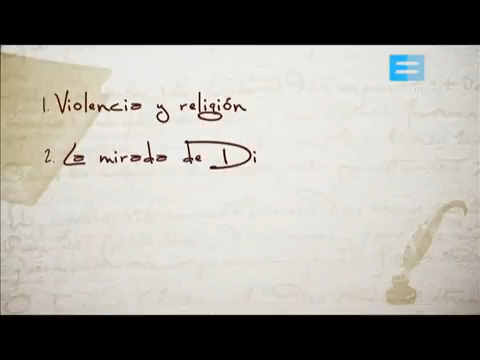 1. Violencia y religión
2. La mirada de Di